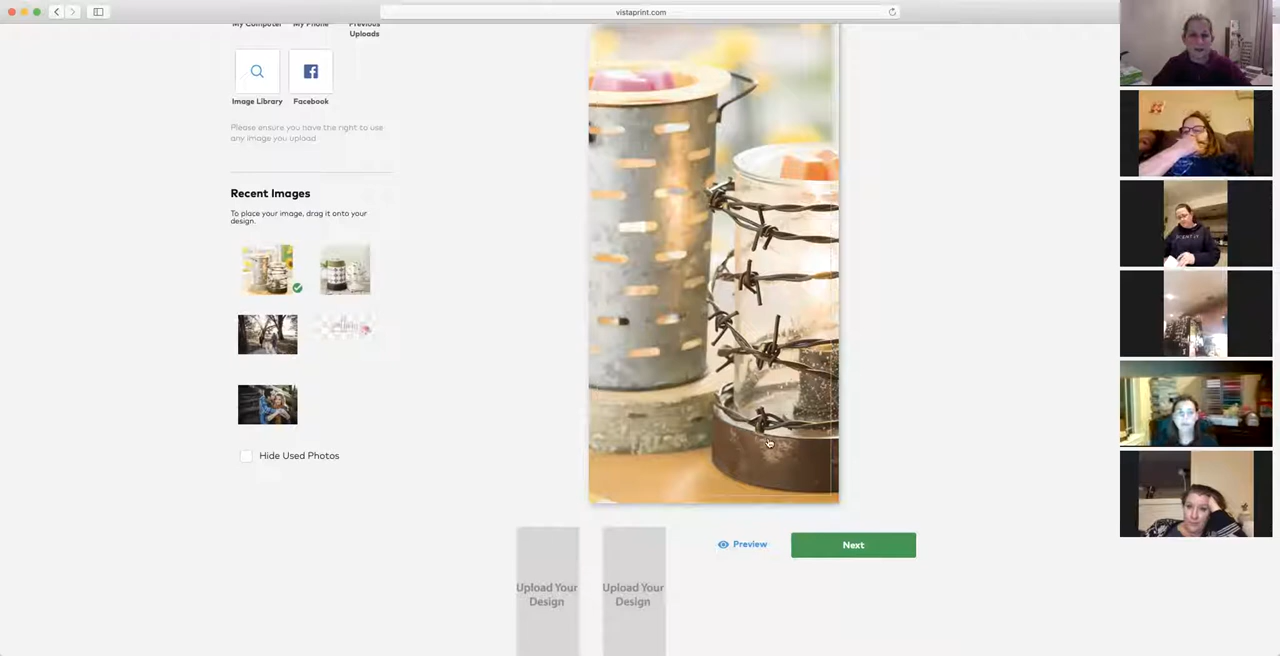 vistaprint.com
My Computer
My Phone
Previous
Uploads
Image Library
Facebook
Please ensure you have the right to use
any image you upload
Recent Images
To place your image, drag it onto your
design.
Hide Used Photos
Preview
Next
Upload Your
Design
Upload Your
Design